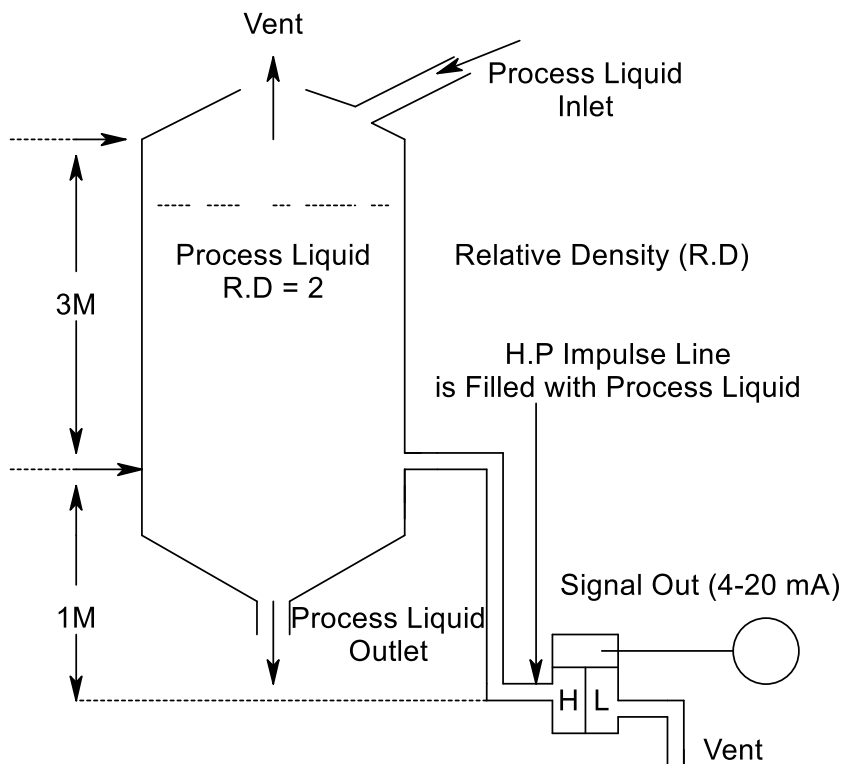 Vent
Process Liquid
Inlet
Process Liquid
R.D = 2
Relative Density (R.D)
3M
H.P Impulse Line
is Filled with Process Liquid
Signal Out (4-20 mA)
1M
Process Liquid
Outlet
H
L
Vent